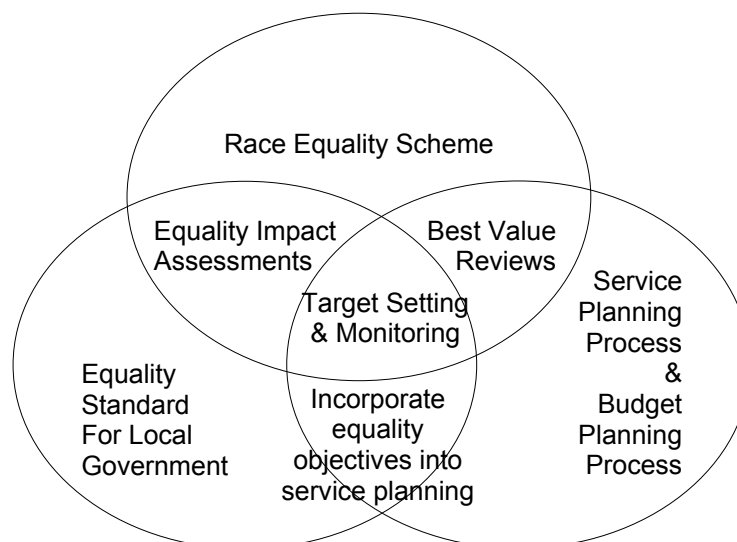 Race Equality Scheme
Equality Impact
Assessments
Best Value
Reviews
Target Setting
& Monitoring
Service
Planning
Process
&
Budget
Planning
Process
Equality
Standard
For Local
Government
Incorporate
equality
objectives into
service planning